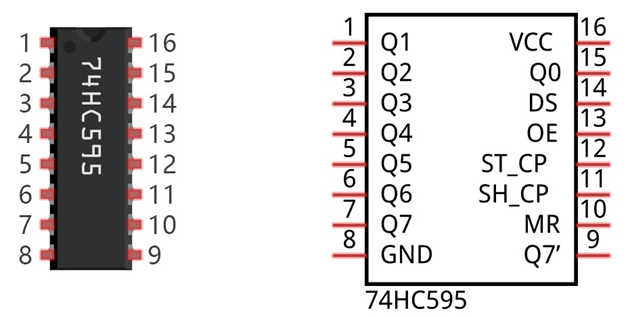 1 16
2 15
3 14
4 13
5 12
6 11
7 10
8 9
74HC595
1 Q1 VCC 16
2 Q2 Q0 15
3 Q3 DS 14
4 Q4 OE 13
5 Q5 ST_CP 12
6 Q6 SH_CP 11
7 Q7 MR 10
8 GND Q7’ 9
74HC595